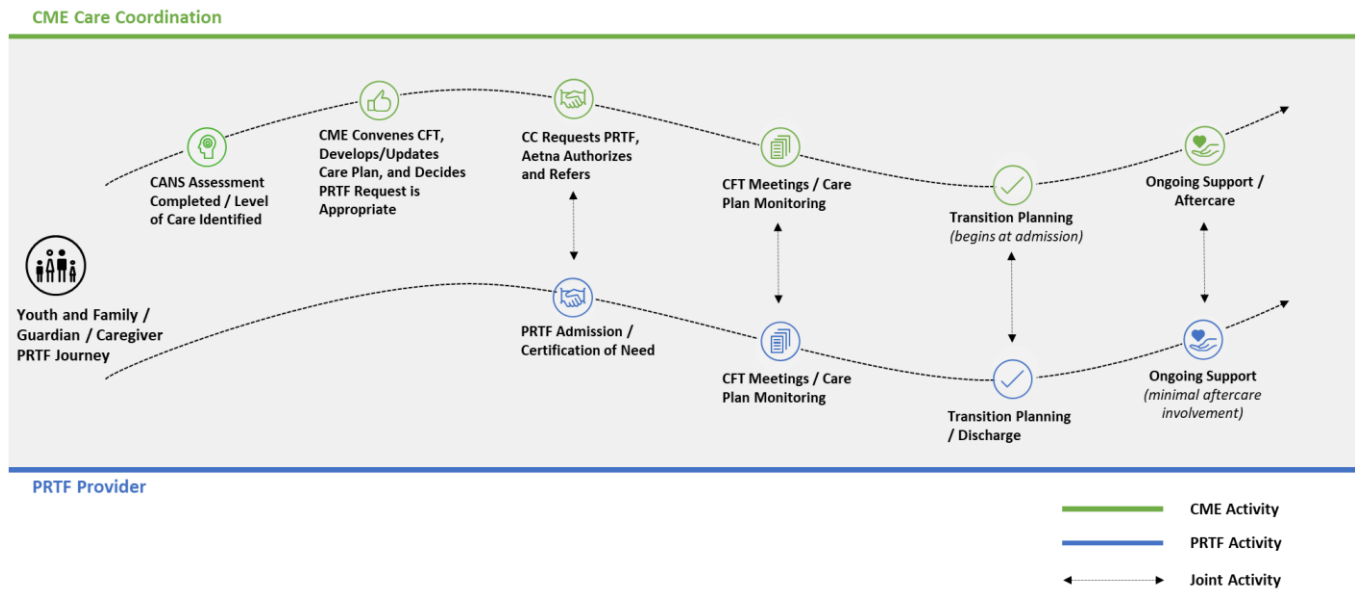 CME Care Coordination
CANS Assessment
Completed / Level
of Care Identified
CME Convenes CFT,
Develops/Updates
Care Plan, and Decides
PRTF Request is
Appropriate
CC Requests PRTF,
Aetna Authorizes
and Refers
CFT Meetings / Care
Plan Monitoring
Transition Planning
(begins at admission)
Ongoing Support /
Aftercare
Youth and Family /
Guardian / Caregiver
PRTF Journey
PRTF Admission /
Certification of Need
CFT Meetings / Care
Plan Monitoring
Transition Planning
/ Discharge
Ongoing Support
(minimal aftercare
involvement)
PRTF Provider
CME Activity
PRTF Activity
Joint Activity